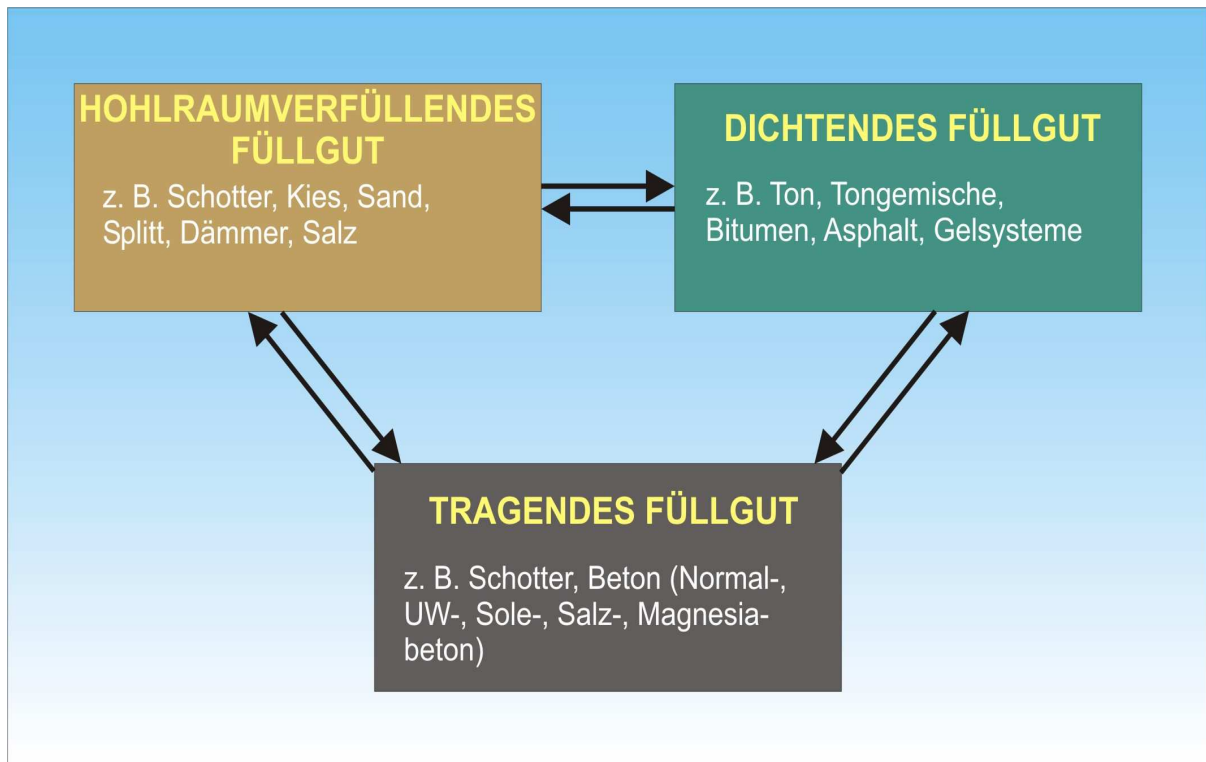 HOHLRAUMVERFÜLLENDES
FÜLLGUT
z. B. Schotter, Kies, Sand,
Splitt, Dämmer, Salz
DICHTENDES FÜLLGUT
z. B. Ton, Tongemische,
Bitumen, Asphalt, Gelsysteme
TRAGENDES FÜLLGUT
z. B. Schotter, Beton (Normal-,
UW-, Sole-, Salz-, Magnesia-
beton)